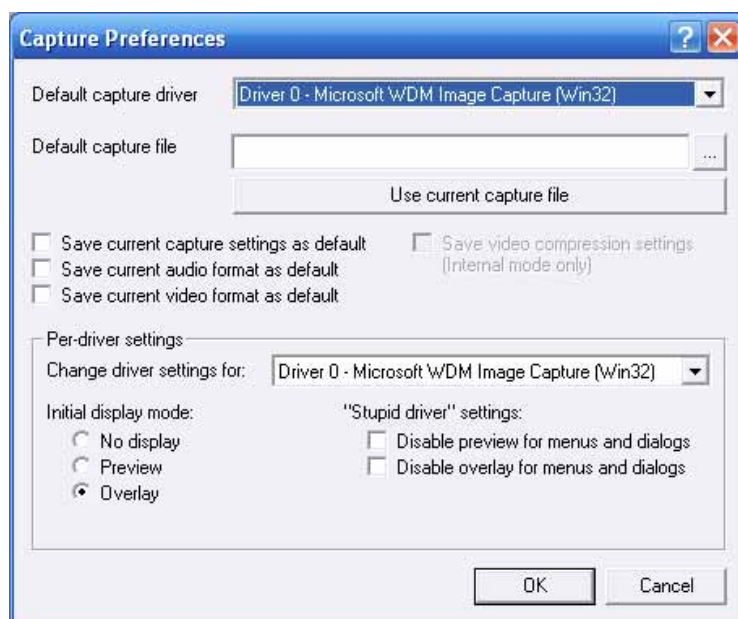 Capture Preferences
?
Default capture driver
Driver 0 - Microsoft WDM Image Capture (Win32)
Default capture file
...
Use current capture file
Save current capture settings as default
Save video compression settings
(Internal mode only)
Save current audio format as default
Save current video format as default
Per-driver settings
Change driver settings for:
Driver 0 - Microsoft WDM Image Capture (Win32)
Initial display mode:
"Stupid driver" settings:
No display
Disable preview for menus and dialogs
Preview
Disable overlay for menus and dialogs
Overlay
OK
Cancel